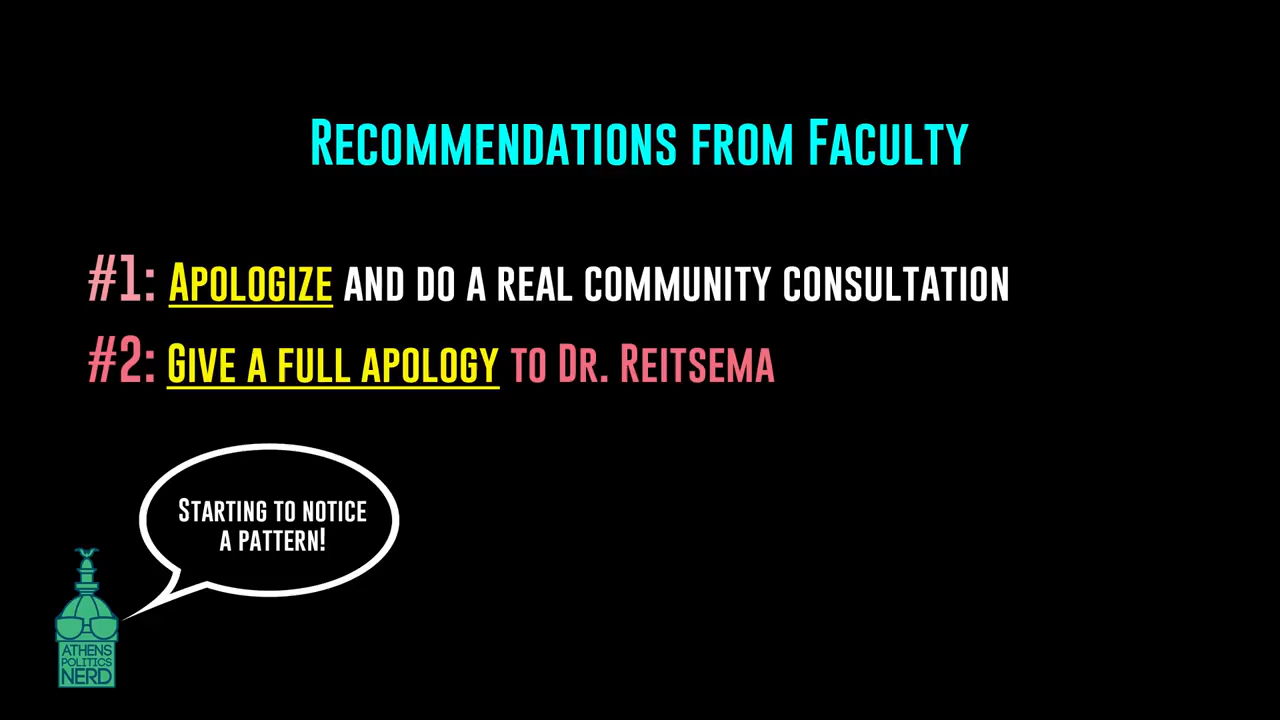 Recommendations from Faculty
#1: Apologize and do a real community consultation
#2: Give a full apology to Dr. Reitsema
Starting to notice
a pattern!
ATHENS
POLITICS
NERD